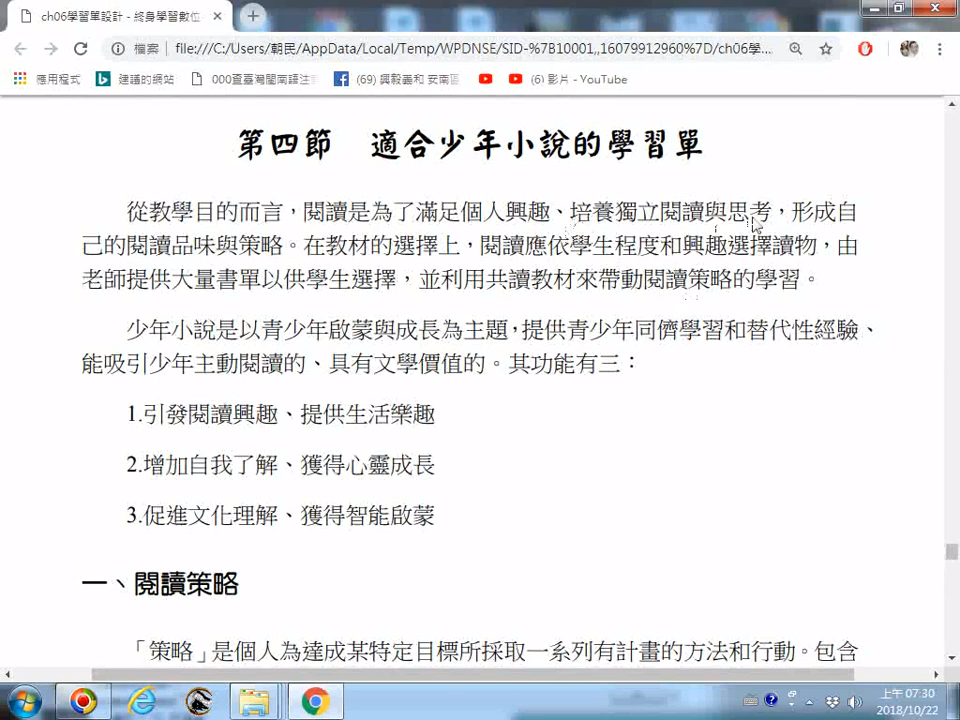 ch06學習單設計 - 終身學習數位
檔案 file:///C:/Users/朝民/AppData/Local/Temp/WPDNSE/SID-%7B10001,,16079912960%7D/ch06學...
應用程式 建議的網站 000查臺灣閩南語注 (69) 興毅善和 安南 (6) 影片 - YouTube
第四節 適合少年小說的學習單
從教學目的而言，閱讀是為了滿足個人興趣、培養獨立閱讀與思考，形成自
己的閱讀品味與策略。在教材的選擇上，閱讀應依學生程度和興趣選擇讀物，由
老師提供大量書單以供學生選擇，並利用共讀教材來帶動閱讀策略的學習。
少年小說是以青少年啟蒙與成長為主題，提供青少年同儕學習和替代性經驗、
能吸引少年主動閱讀的、具有文學價值的。其功能有三：
1.引發閱讀興趣、提供生活樂趣
2.增加自我了解、獲得心靈成長
3.促進文化理解、獲得智能啟蒙
一、閱讀策略
「策略」是個人為達成某特定目標所採取一系列有計畫的方法和行動。包含
上午 07:30
2018/10/22